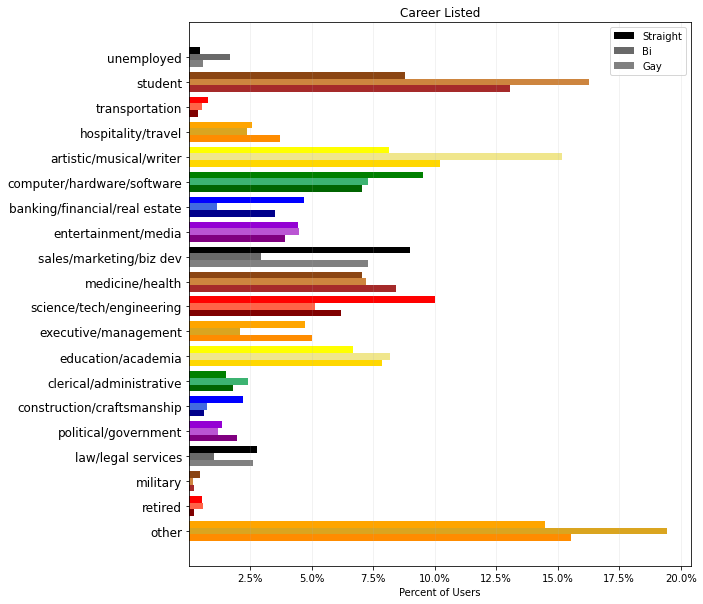 Career Listed
Straight
Bi
Gay
unemployed
student
transportation
hospitality/travel
artistic/musical/writer
computer/hardware/software
banking/financial/real estate
entertainment/media
sales/marketing/biz dev
medicine/health
science/tech/engineering
executive/management
education/academia
clerical/administrative
construction/craftsmanship
political/government
law/legal services
military
retired
other
2.5% 5.0% 7.5% 10.0% 12.5% 15.0% 17.5% 20.0%
Percent of Users